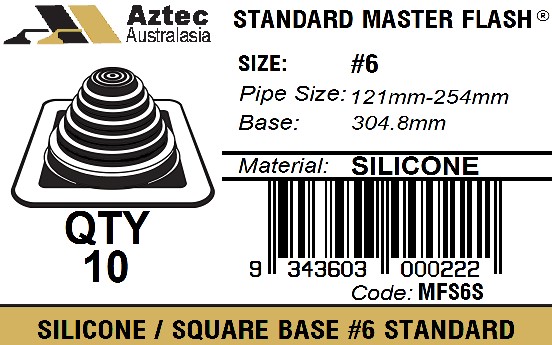 Aztec
Australasia
STANDARD MASTER FLASH®
SIZE: #6
Pipe Size: 121mm-254mm
Base: 304.8mm
Material: SILICONE
QTY
10
9 343603 000222
Code: MFS6S
SILICONE / SQUARE BASE #6 STANDARD